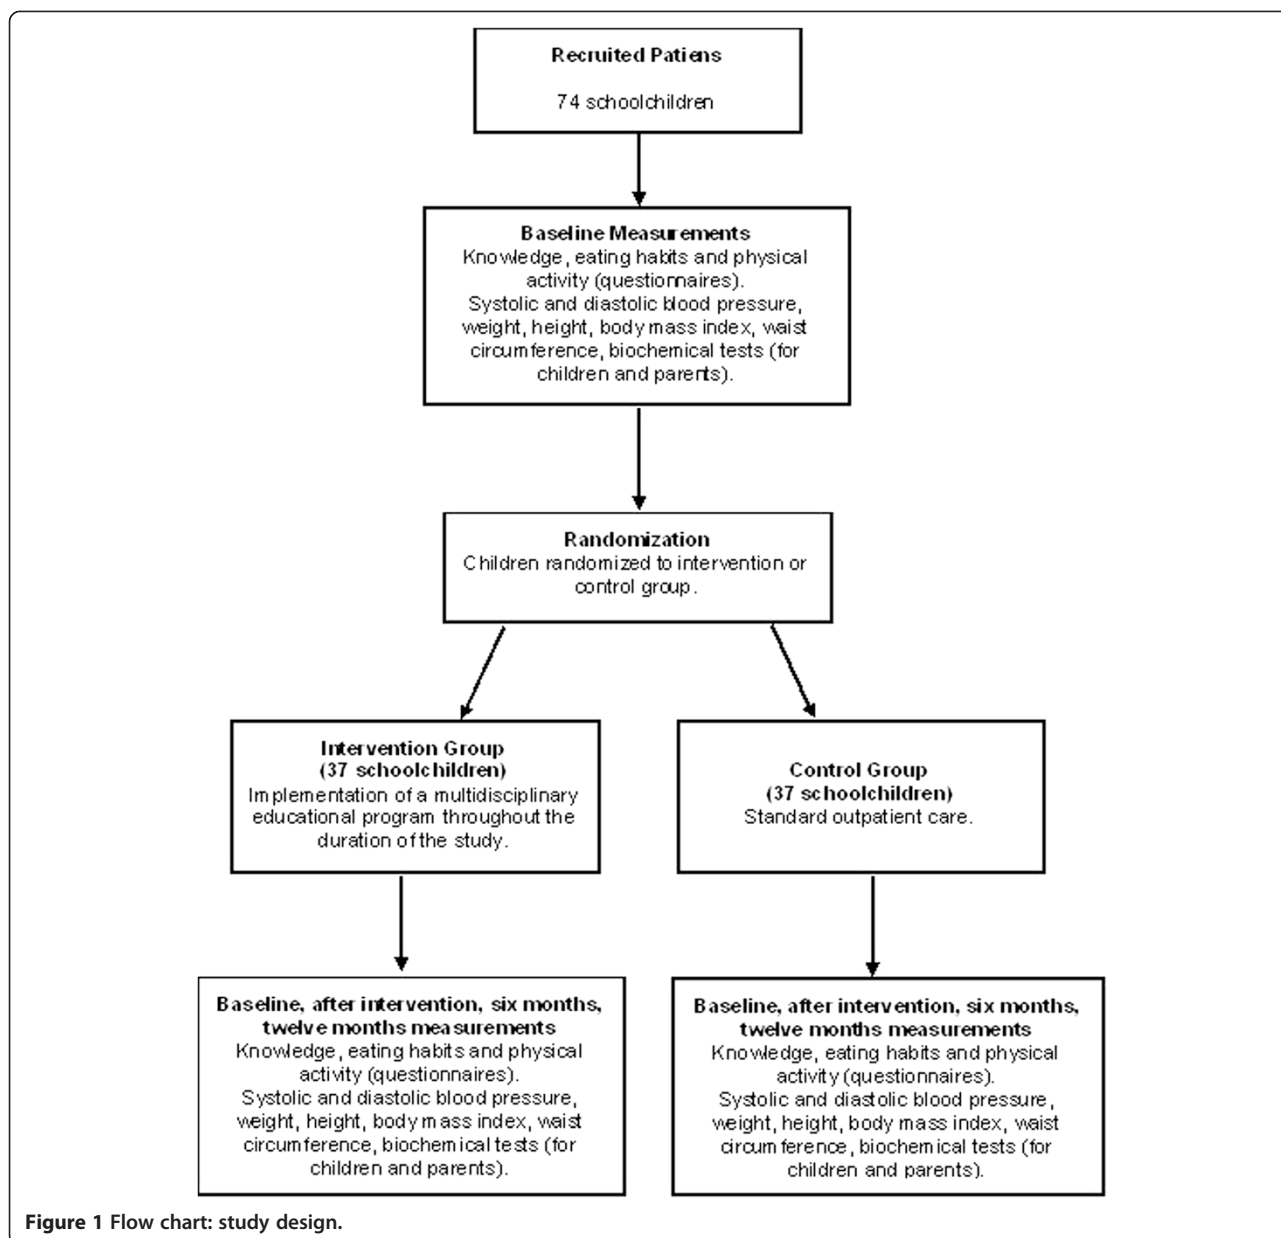 Recruited Patiens
74 schoolchildren
Baseline Measurements
Knowledge, eating habits and physical
activity (questionnaires).
Systolic and diastolic blood pressure,
weight, height, body mass index, waist
circumference, biochemical tests (for
children and parents).
Randomization
Children randomized to intervention or
control group.
Intervention Group
(37 schoolchildren)
Implementation of a multidisciplinary
educational program throughout the
duration of the study.
Control Group
(37 schoolchildren)
Standard outpatient care.
Baseline, after intervention, six months,
twelve months measurements
Knowledge, eating habits and physical
activity (questionnaires).
Systolic and diastolic blood pressure,
weight, height, body mass index, waist
circumference, biochemical tests (for
children and parents).
Baseline, after intervention, six months,
twelve months measurements
Knowledge, eating habits and physical
activity (questionnaires).
Systolic and diastolic blood pressure,
weight, height, body mass index, waist
circumference, biochemical tests (for
children and parents).
Figure 1 Flow chart: study design.